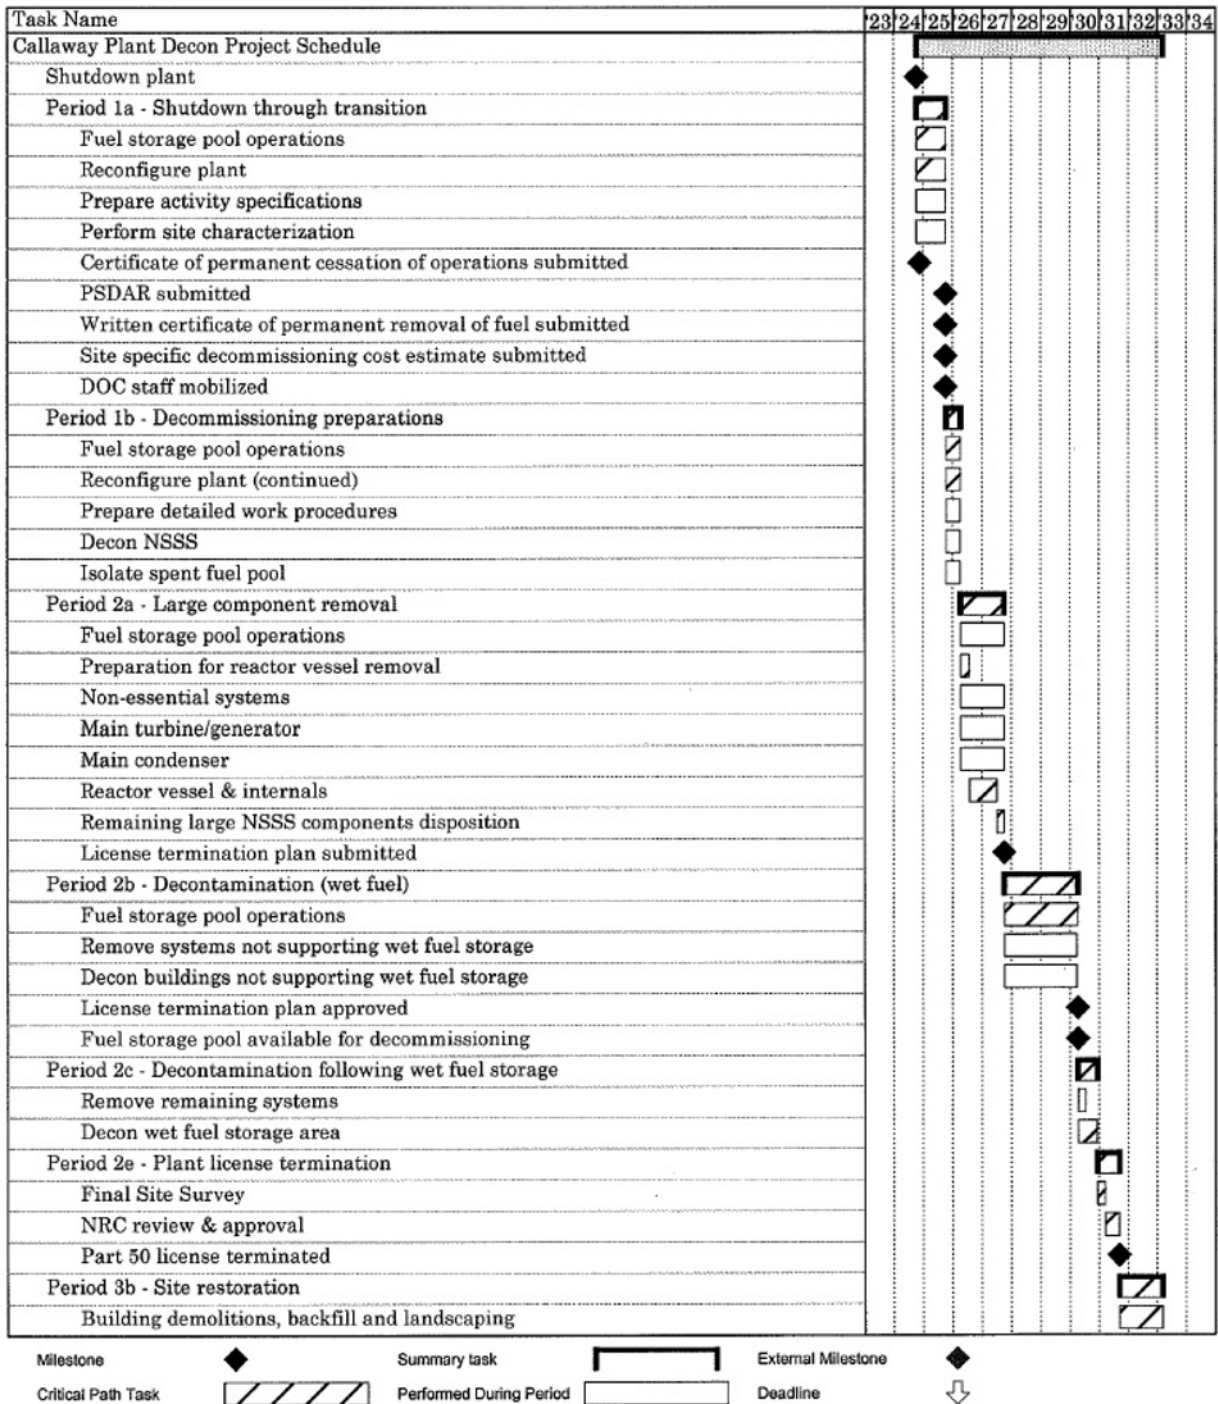 Task Name '23 '24 '25 '26 '27 '28 '29 '30 '31 '32 '33 '34
Callaway Plant Decon Project Schedule
Shutdown plant
Period 1a - Shutdown through transition
Fuel storage pool operations
Reconfigure plant
Prepare activity specifications
Perform site characterization
Certificate of permanent cessation of operations submitted
PSDAR submitted
Written certificate of permanent removal of fuel submitted
Site specific decommissioning cost estimate submitted
DOC staff mobilized
Period 1b - Decommissioning preparations
Fuel storage pool operations
Reconfigure plant (continued)
Prepare detailed work procedures
Decon NSSS
Isolate spent fuel pool
Period 2a - Large component removal
Fuel storage pool operations
Preparation for reactor vessel removal
Non-essential systems
Main turbine/generator
Main condenser
Reactor vessel & internals
Remaining large NSSS components disposition
License termination plan submitted
Period 2b - Decontamination (wet fuel)
Fuel storage pool operations
Remove systems not supporting wet fuel storage
Decon buildings not supporting wet fuel storage
License termination plan approved
Fuel storage pool available for decommissioning
Period 2c - Decontamination following wet fuel storage
Remove remaining systems
Decon wet fuel storage area
Period 2e - Plant license termination
Final Site Survey
NRC review & approval
Part 50 license terminated
Period 3b - Site restoration
Building demolitions, backfill and landscaping
Milestone Summary task External Milestone
Critical Path Task Performed During Period Deadline